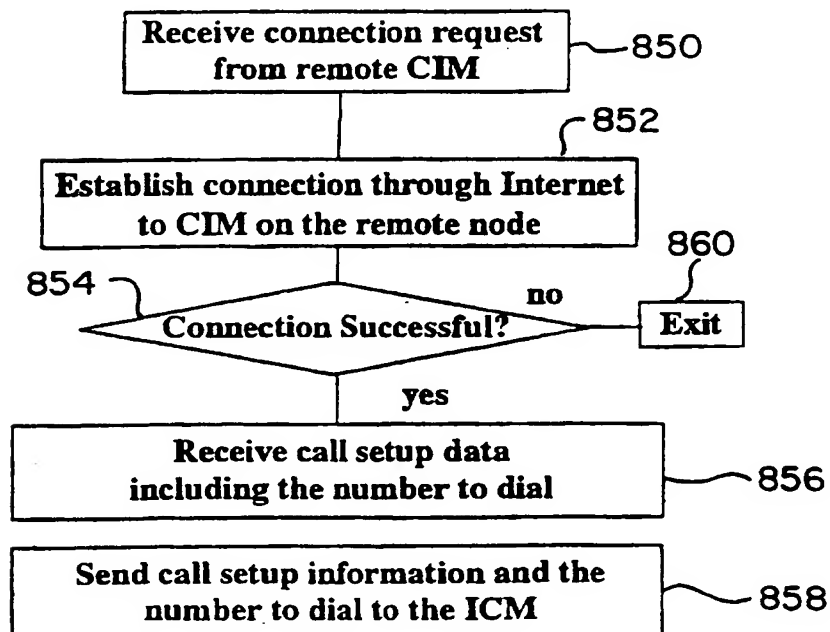 Receive connection request
from remote CIM
850
852
Establish connection through Internet
to CIM on the remote node
854
860
no
Connection Successful?
Exit
yes
Receive call setup data
including the number to dial
856
Send call setup information and the
number to dial to the ICM
858